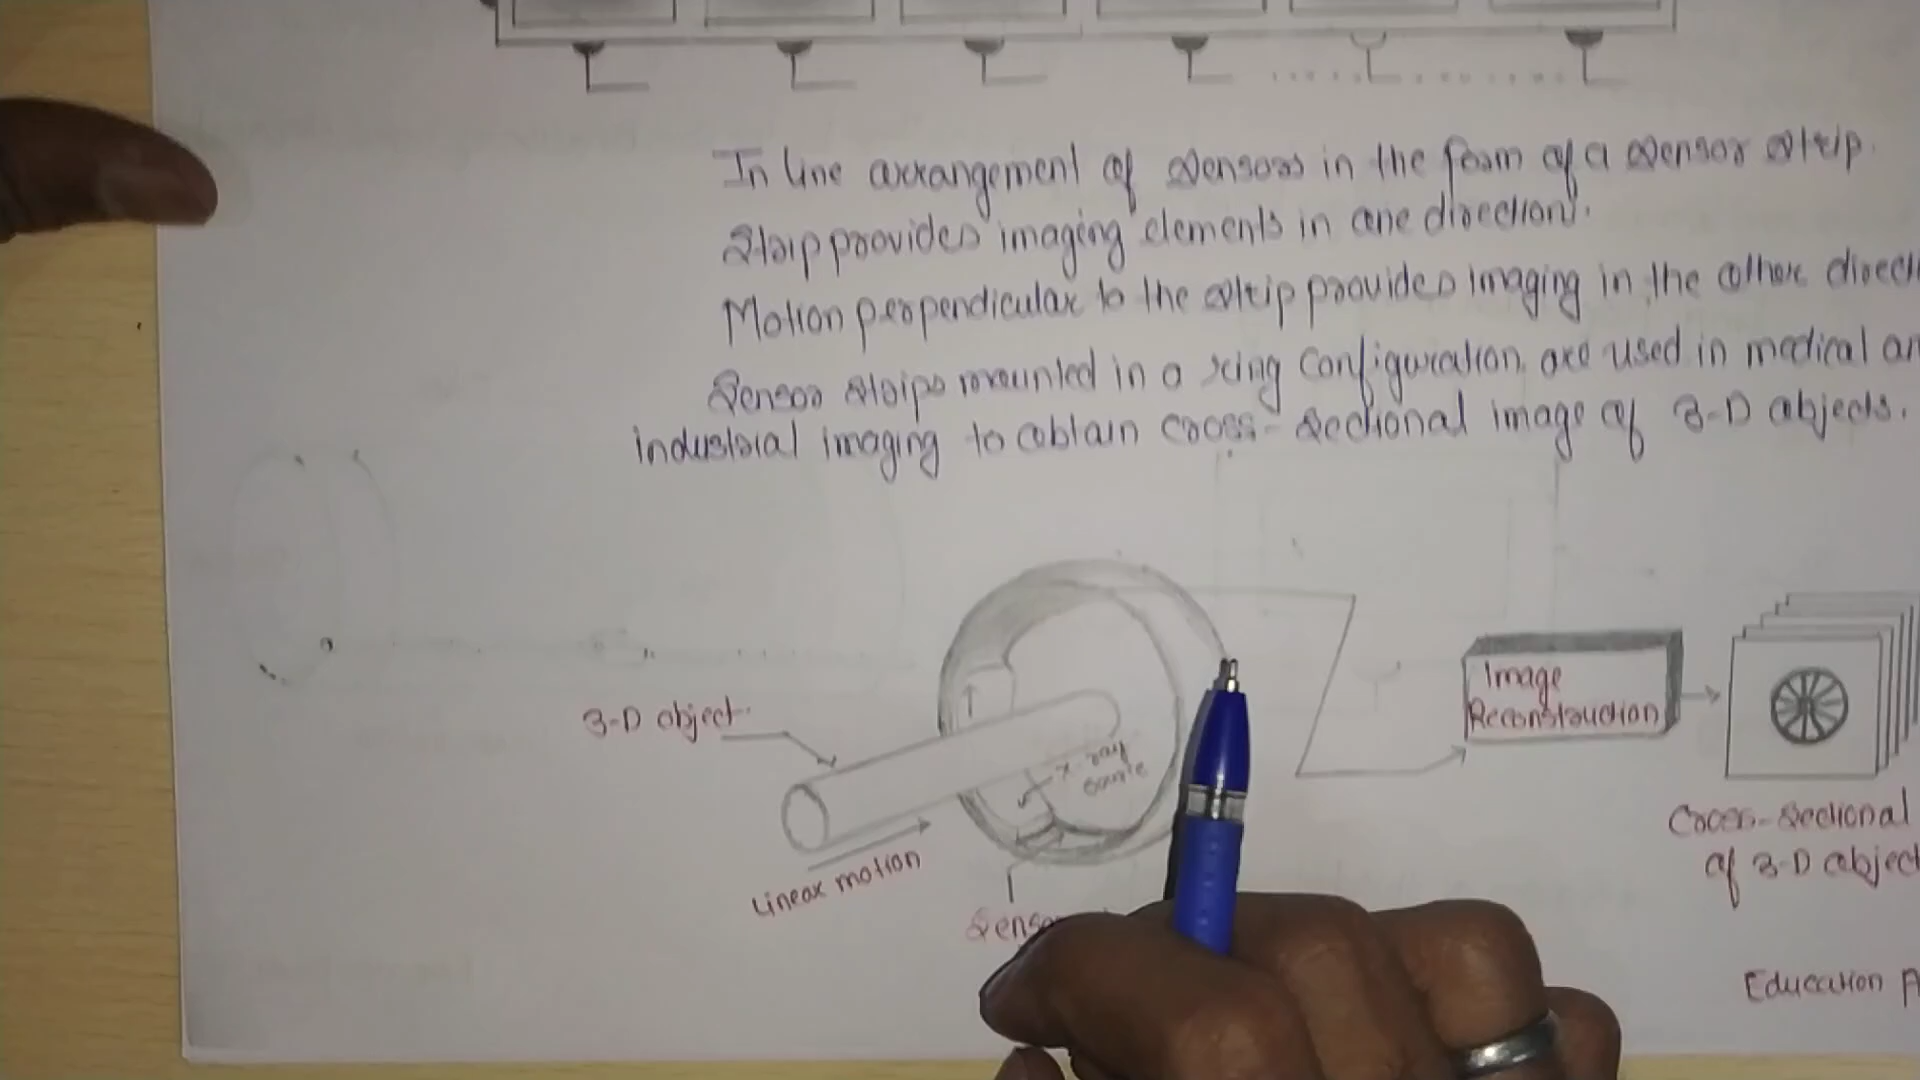 In line arrangement of sensors in the form of a sensor strip.
Strip provides imaging elements in one direction.
Motion perpendicular to the strip provides imaging in the other
Sensor strips mounted in a ring configuration are used in medical
industrial imaging to obtain cross-sectional image of 3-D objects.
3-D object
X-ray
Linear motion
Image
Reconstruction
Cross-sectional
of 3-D object
Education